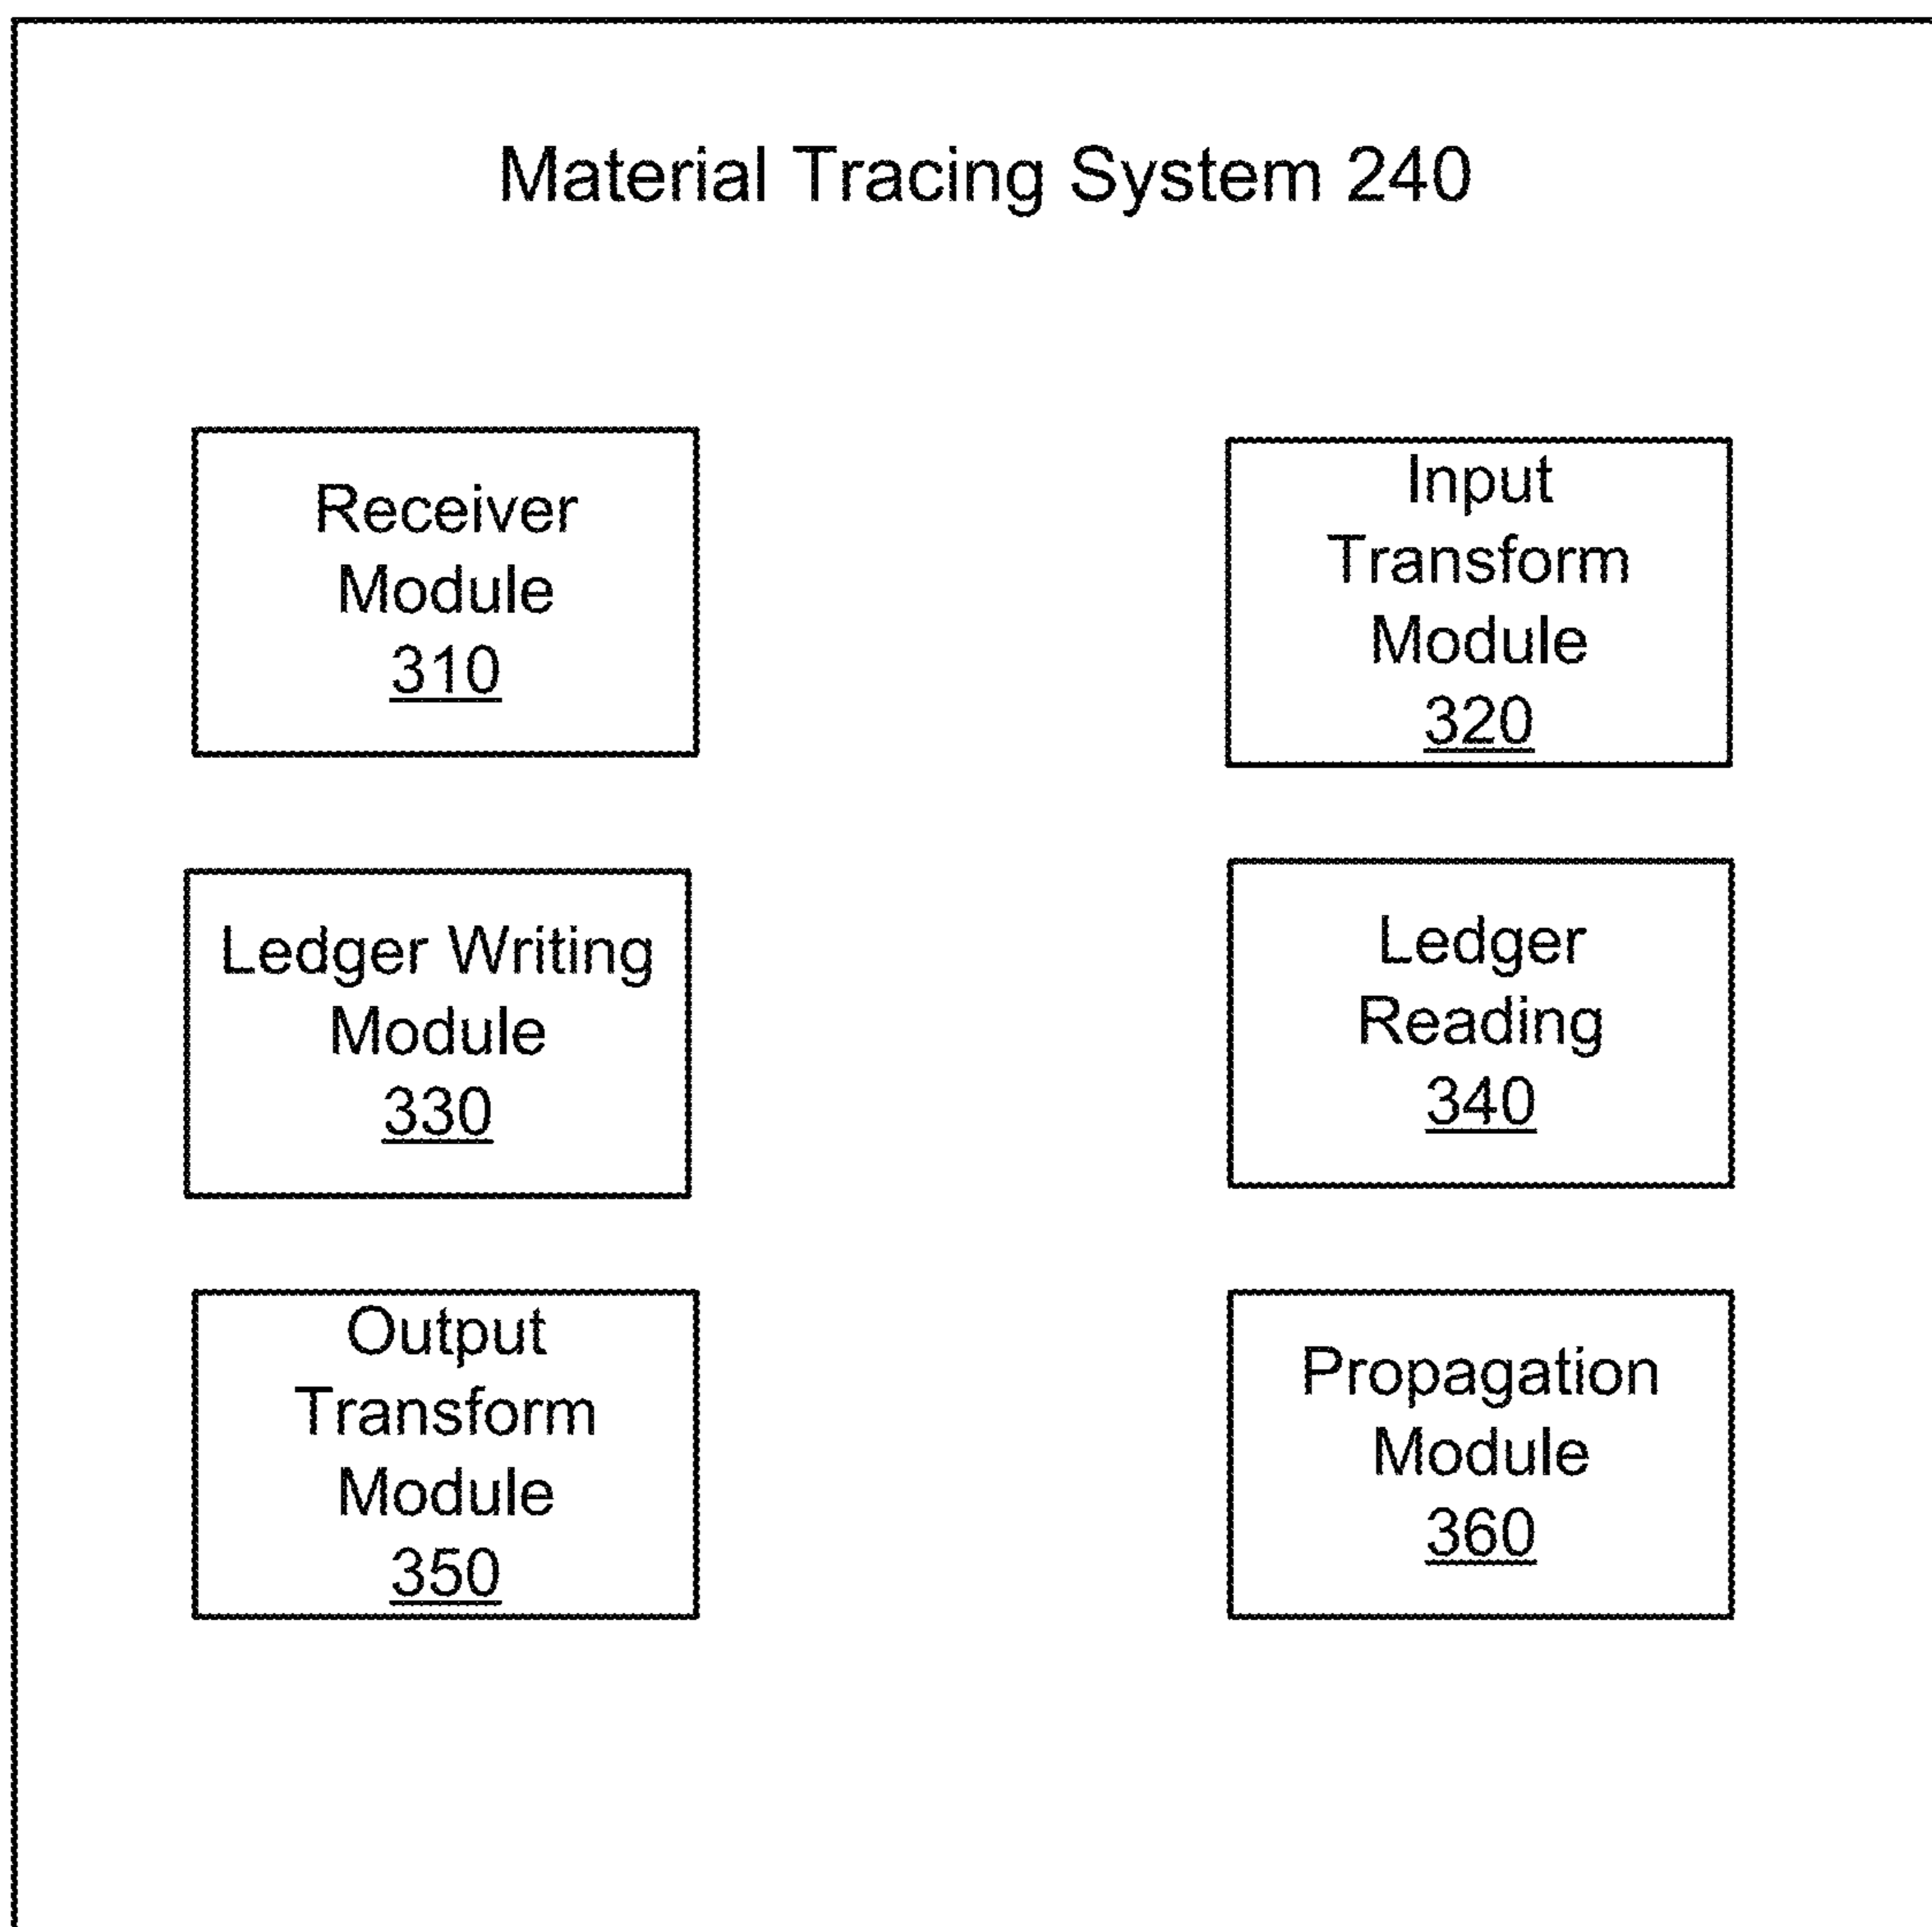 Material Tracing System 240
Receiver
Module
310
Input
Transform
Module
320
Ledger Writing
Module
330
Ledger
Reading
340
Output
Transform
Module
350
Propagation
Module
360